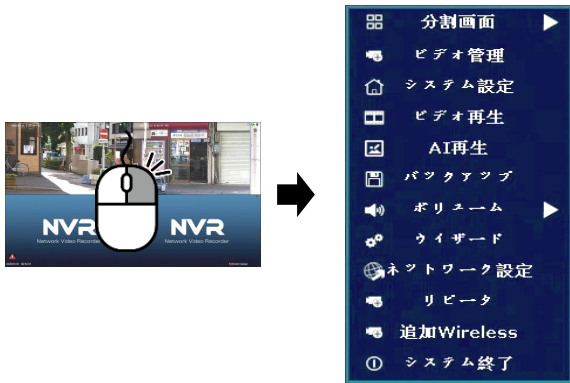 NVR
Network Video Recorder
NVR
Network Video Recorder
分割画面
ビデオ管理
システム設定
ビデオ再生
AI再生
バックアップ
ボリューム
ウイザード
ネットワーク設定
リピータ
追加Wireless
システム終了